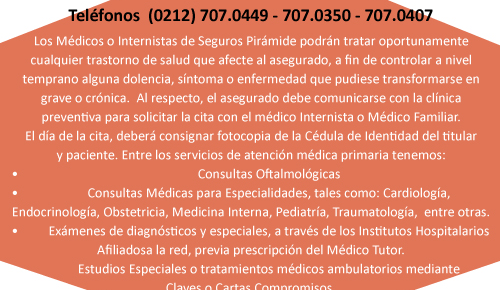 Teléfonos (0212) 707.0449 - 707.0350 - 707.0407
Los Médicos o Internistas de Seguros Pirámide podrán tratar oportunamente
cualquier trastorno de salud que afecte al asegurado, a fin de controlar a nivel
temprano alguna dolencia, síntoma o enfermedad que pudiese transformarse en
grave o crónica. Al respecto, el asegurado debe comunicarse con la clínica
preventiva para solicitar la cita con el médico Internista o Médico Familiar.
El día de la cita, deberá consignar fotocopia de la Cédula de Identidad del titular
y paciente. Entre los servicios de atención médica primaria tenemos:
• Consultas Oftalmológicas
• Consultas Médicas para Especialidades, tales como: Cardiología,
Endocrinología, Obstetricia, Medicina Interna, Pediatría, Traumatología, entre otras.
• Exámenes de diagnósticos y especiales, a través de los Institutos Hospitalarios
Afiliadosa la red, previa prescripción del Médico Tutor.
Estudios Especiales o tratamientos médicos ambulatorios mediante
Claves o Cartas Compromisos